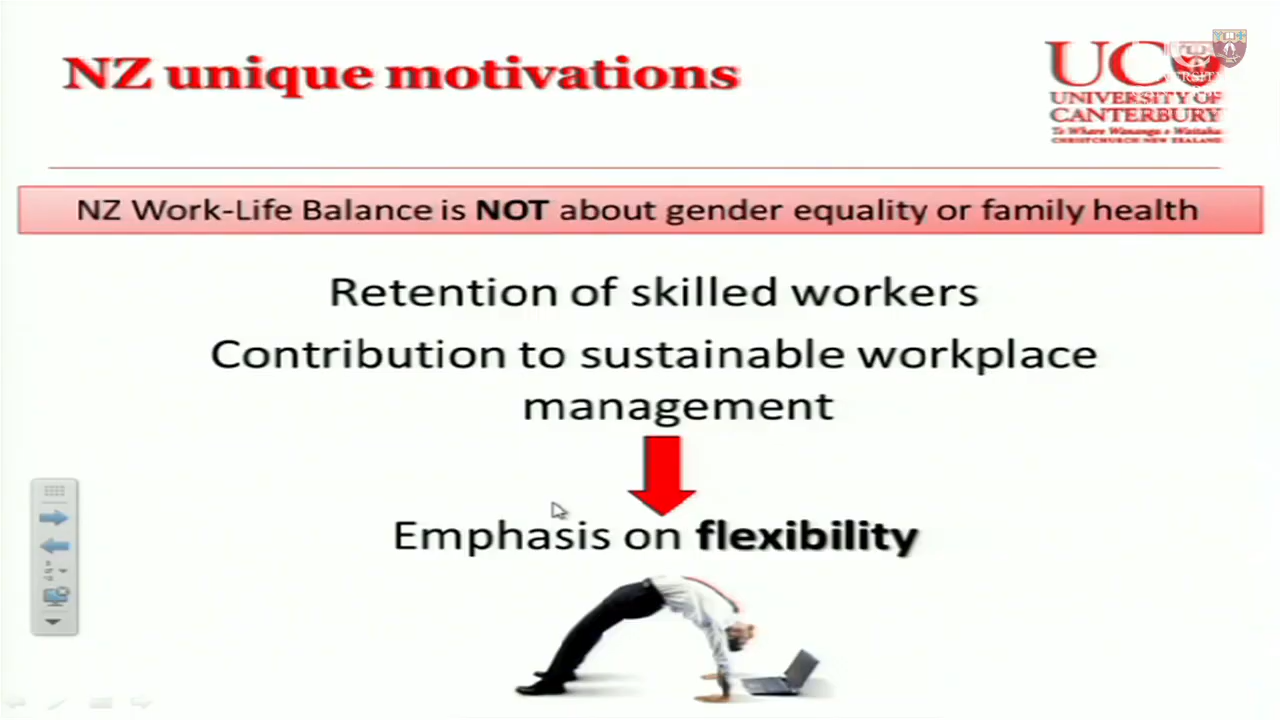 NZ unique motivations
UC
UNIVERSITY OF
CANTERBURY
Te Whare Wananga o Waitaha
CHRISTCHURCH NEW ZEALAND
NZ Work-Life Balance is NOT about gender equality or family health
Retention of skilled workers
Contribution to sustainable workplace
management
Emphasis on flexibility